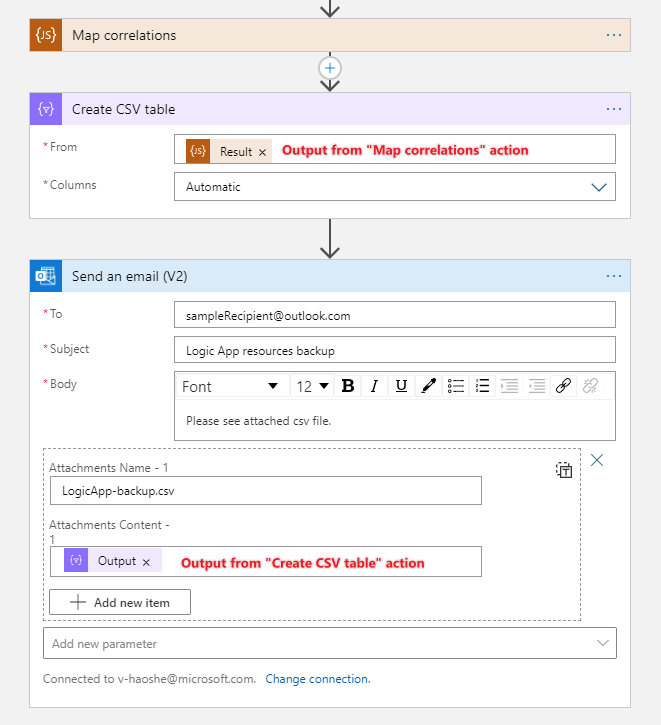 {JS} Map correlations ...
{∀} Create CSV table ...
* From
{JS} Result × Output from "Map correlations" action
* Columns Automatic
Send an email (V2) ...
* To sampleRecipient@outlook.com
* Subject Logic App resources backup
* Body Font 12 B I U
Please see attached csv file.
Attachments Name - 1
LogicApp-backup.csv
Attachments Content -
1
{∀} Output × Output from "Create CSV table" action
Add new item
Add new parameter
Connected to v-haoshe@microsoft.com. Change connection.